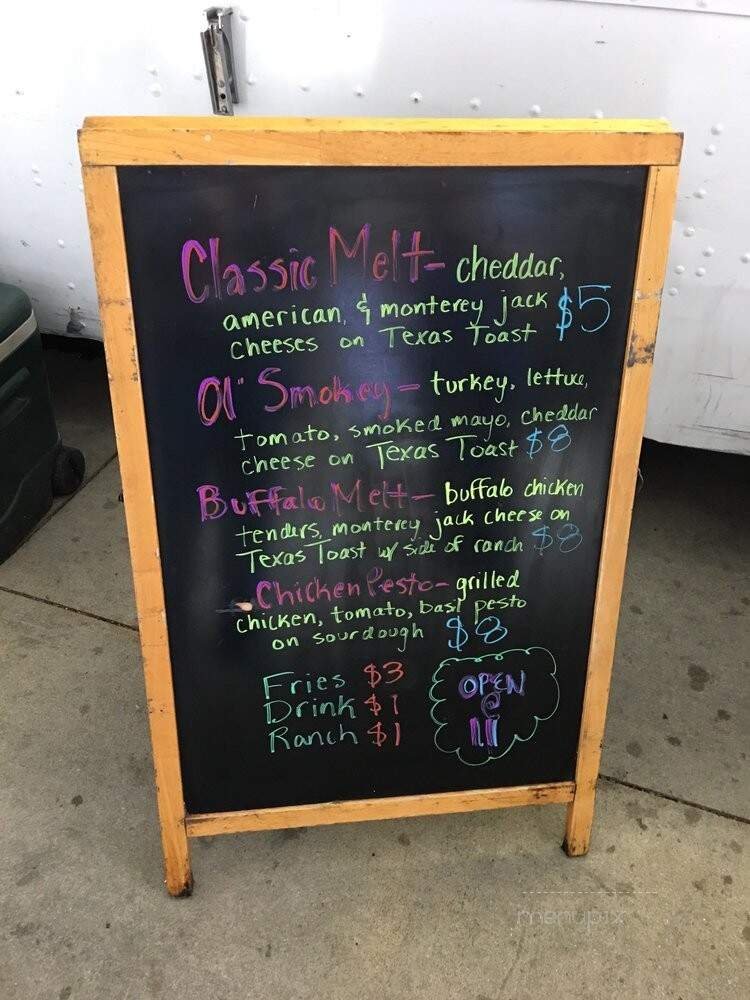 Classic Melt- cheddar,
american, & monterey jack $5
cheeses on Texas Toast
Ol' Smokey - turkey, lettuce,
tomato, smoked mayo, cheddar
cheese on Texas Toast $8
Buffalo Melt - buffalo chicken
tenders, monterey jack cheese on
Texas Toast w/ side of ranch $8
Chicken Pesto - grilled
chicken, tomato, basil pesto
on sourdough $8
Fries $3
Drink $1
Ranch $1
OPEN
@
11
menupix